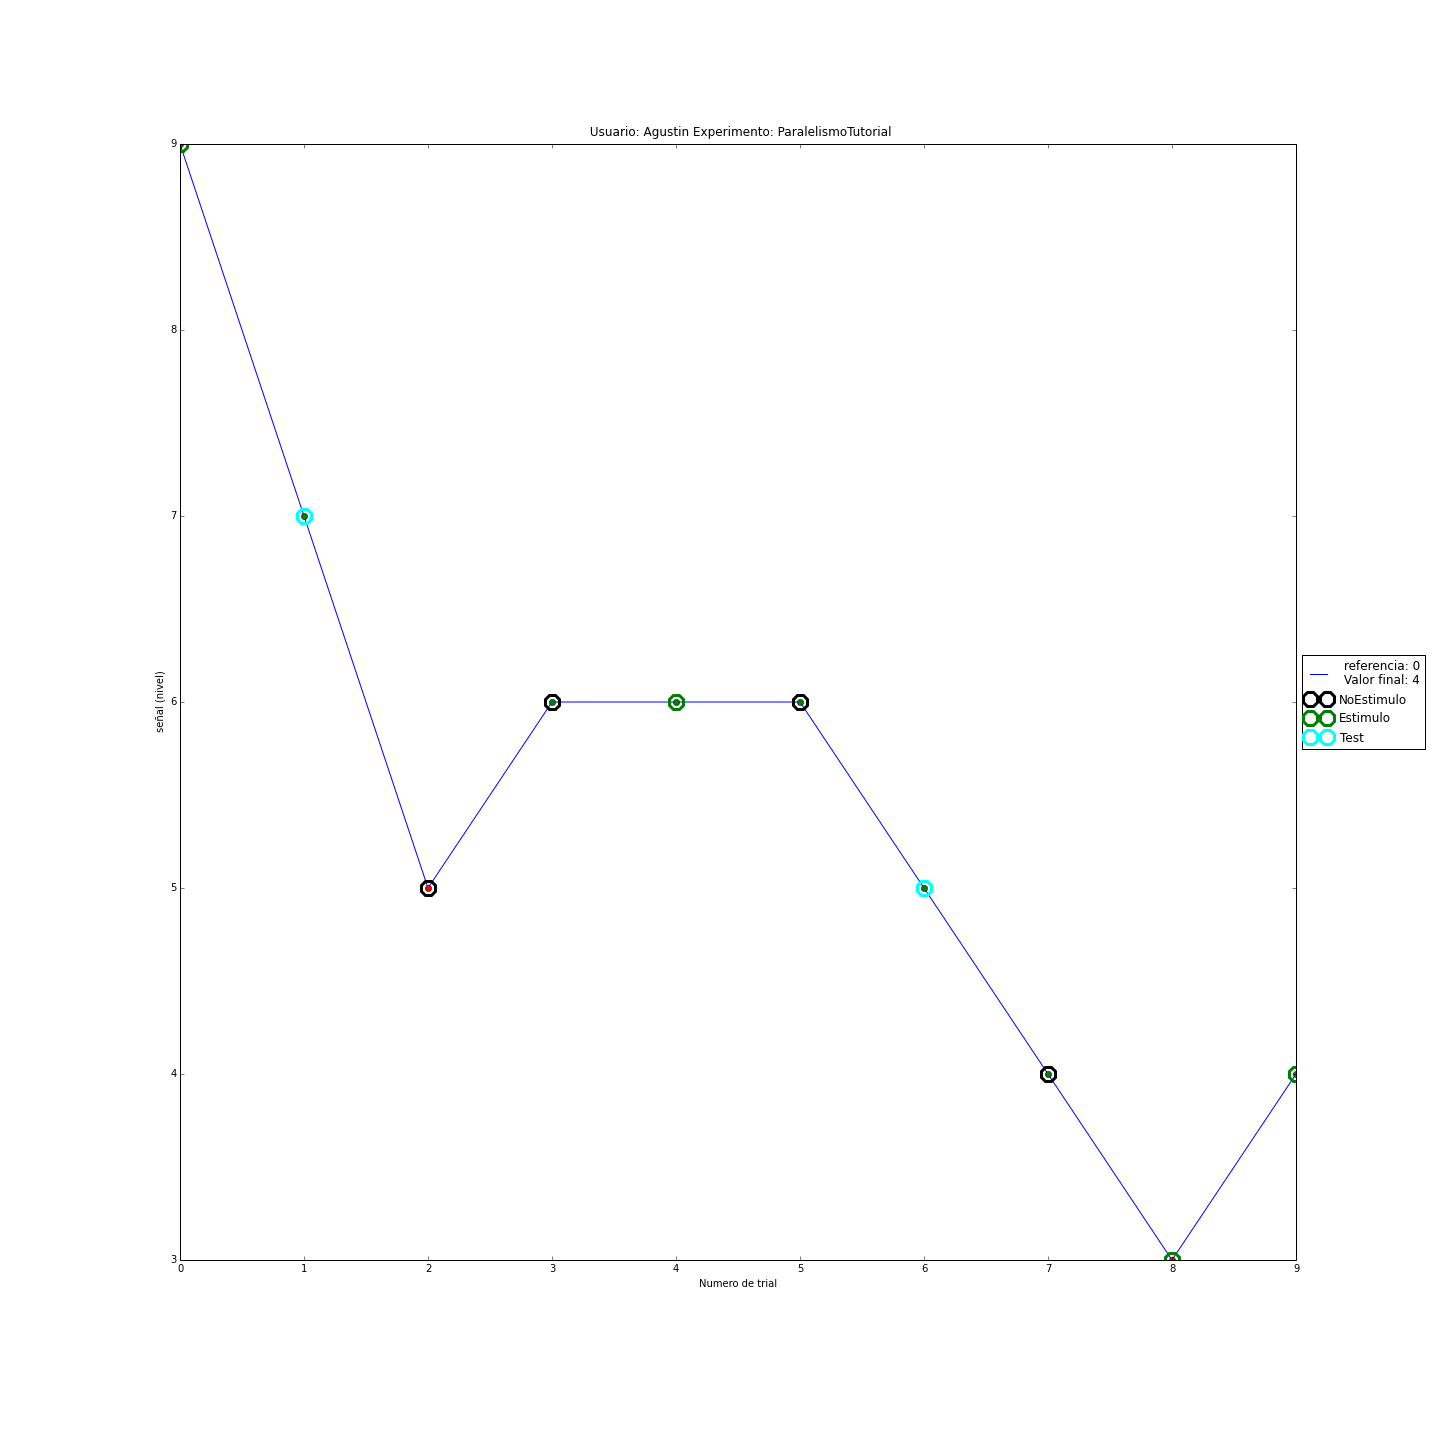 Usuario: Agustin Experimento: ParalelismoTutorial
9
8
7
6
5
4
3
señal (nivel)
0 1 2 3 4 5 6 7 8 9
Numero de trial
referencia: 0
Valor final: 4
NoEstimulo
Estimulo
Test